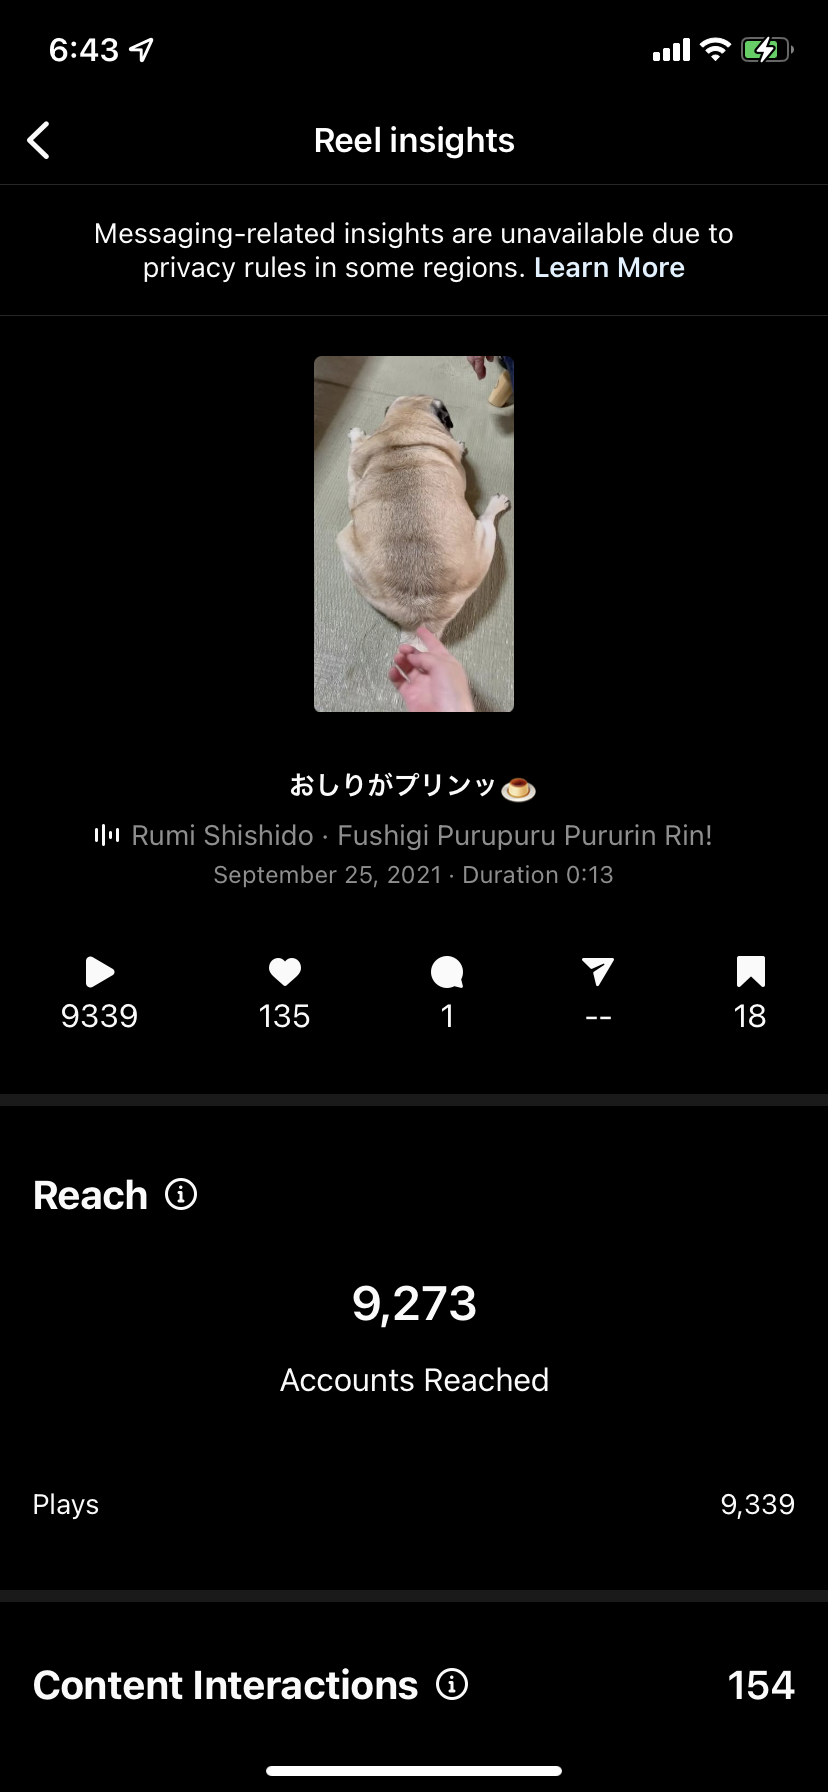 6:43
Reel insights
Messaging-related insights are unavailable due to
privacy rules in some regions. Learn More
おしりがプリンッ🍮
Rumi Shishido · Fushigi Purupuru Pururin Rin!
September 25, 2021 · Duration 0:13
9339 135 1 -- 18
Reach
9,273
Accounts Reached
Plays 9,339
Content Interactions 154